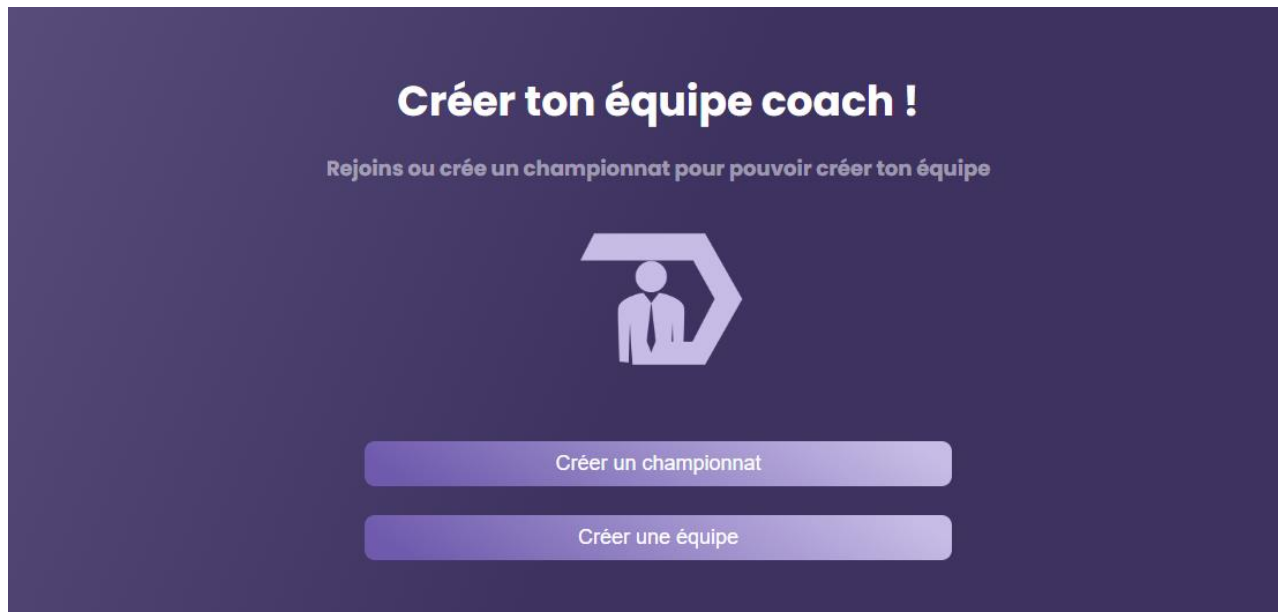 Créer ton équipe coach !
Rejoins ou crée un championnat pour pouvoir créer ton équipe
Créer un championnat
Créer une équipe